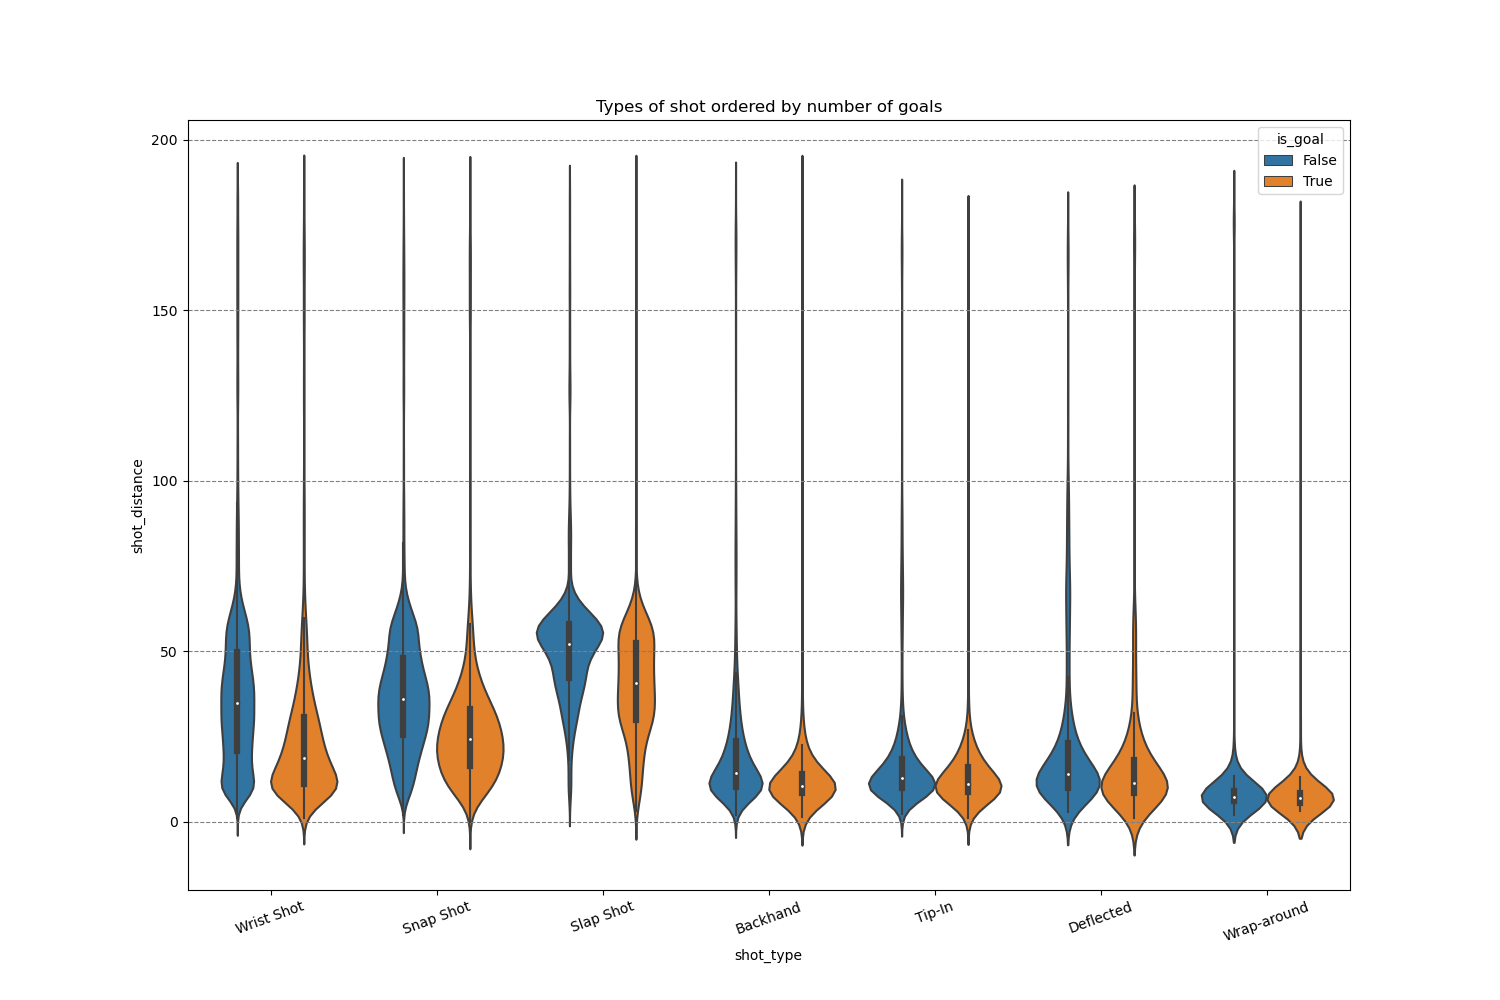 Types of shot ordered by number of goals
is_goal
False
True
200
150
100
50
0
shot_distance
Wrist Shot
Snap Shot
Slap Shot
Backhand
Tip-In
Deflected
Wrap-around
shot_type